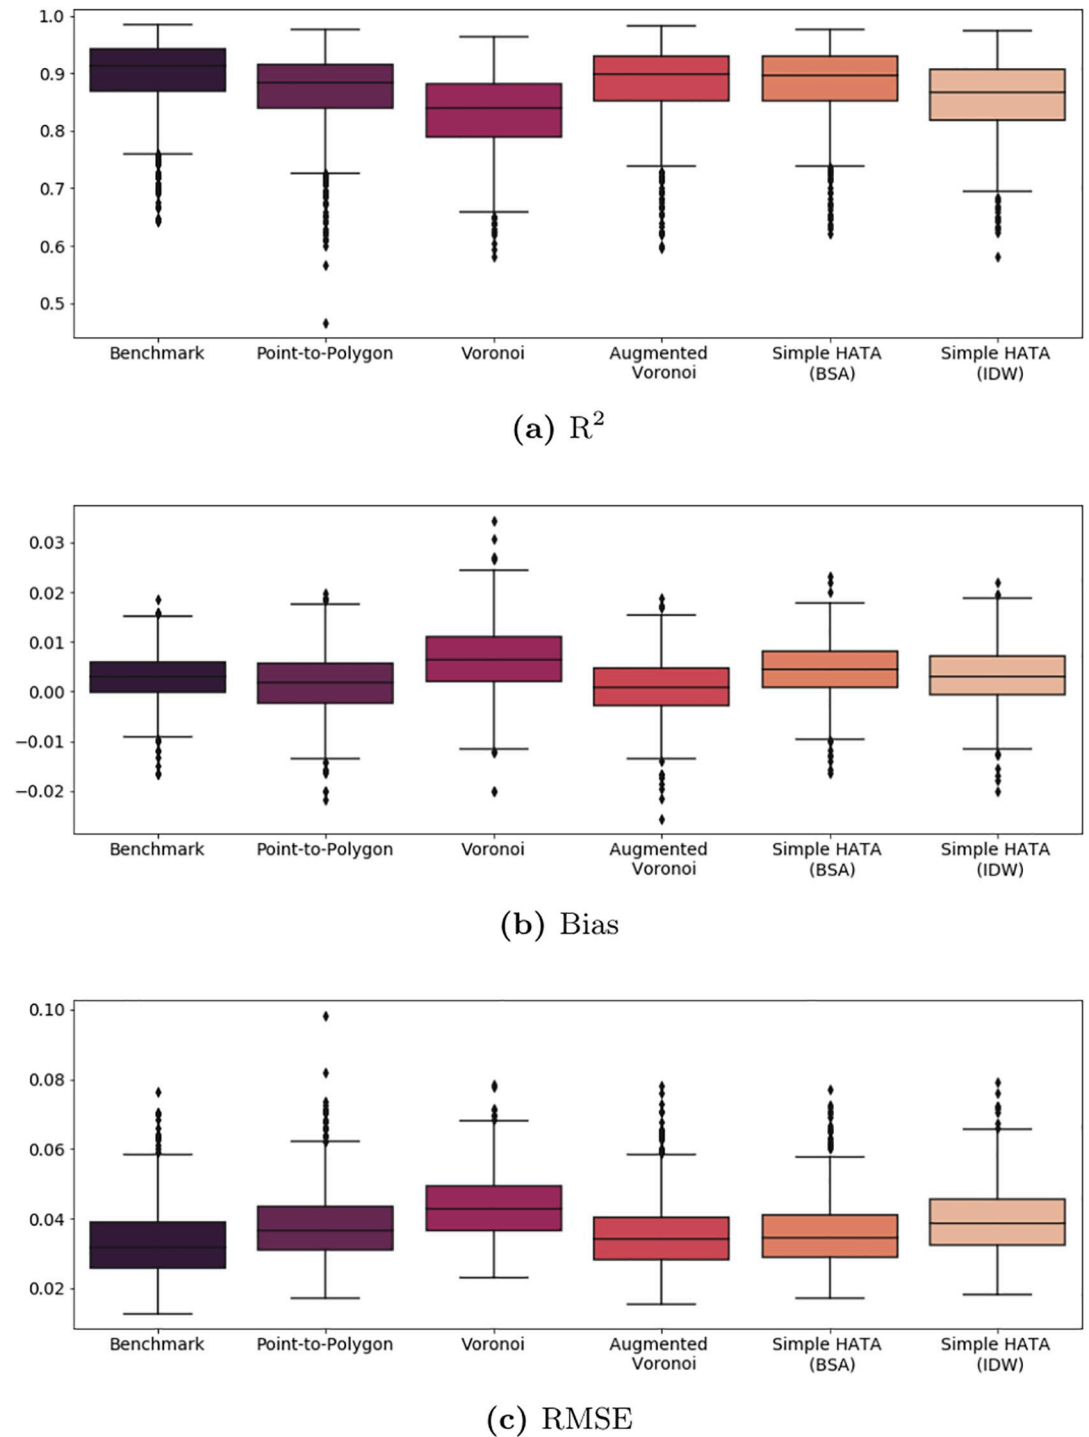 1.0
0.9
0.8
0.7
0.6
0.5
Benchmark Point-to-Polygon Voronoi Augmented Voronoi Simple HATA (BSA) Simple HATA (IDW)
(a) R²
0.03
0.02
0.01
0.00
−0.01
−0.02
Benchmark Point-to-Polygon Voronoi Augmented Voronoi Simple HATA (BSA) Simple HATA (IDW)
(b) Bias
0.10
0.08
0.06
0.04
0.02
Benchmark Point-to-Polygon Voronoi Augmented Voronoi Simple HATA (BSA) Simple HATA (IDW)
(c) RMSE